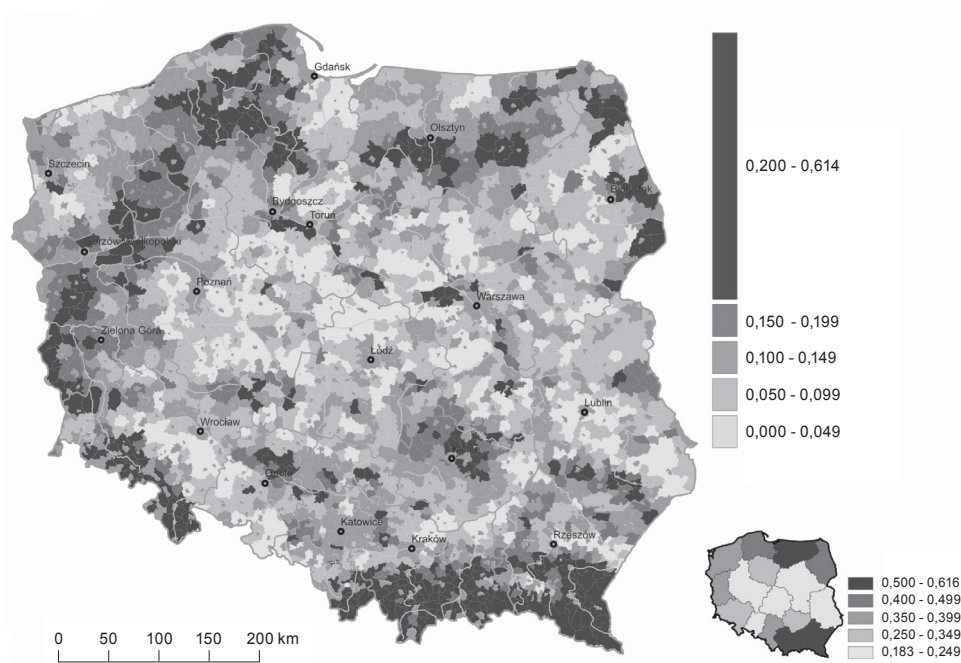 Gdańsk
Olsztyn
Szczecin
Białystok
Bydgoszcz
Toruń
Gorzów Wielkopolski
Poznań
Warszawa
Zielona Góra
Łódź
Lublin
Wrocław
Opole
Katowice
Kraków
Rzeszów
0 50 100 150 200 km
0,200 - 0,614
0,150 - 0,199
0,100 - 0,149
0,050 - 0,099
0,000 - 0,049
0,500 - 0,616
0,400 - 0,499
0,350 - 0,399
0,250 - 0,349
0,183 - 0,249